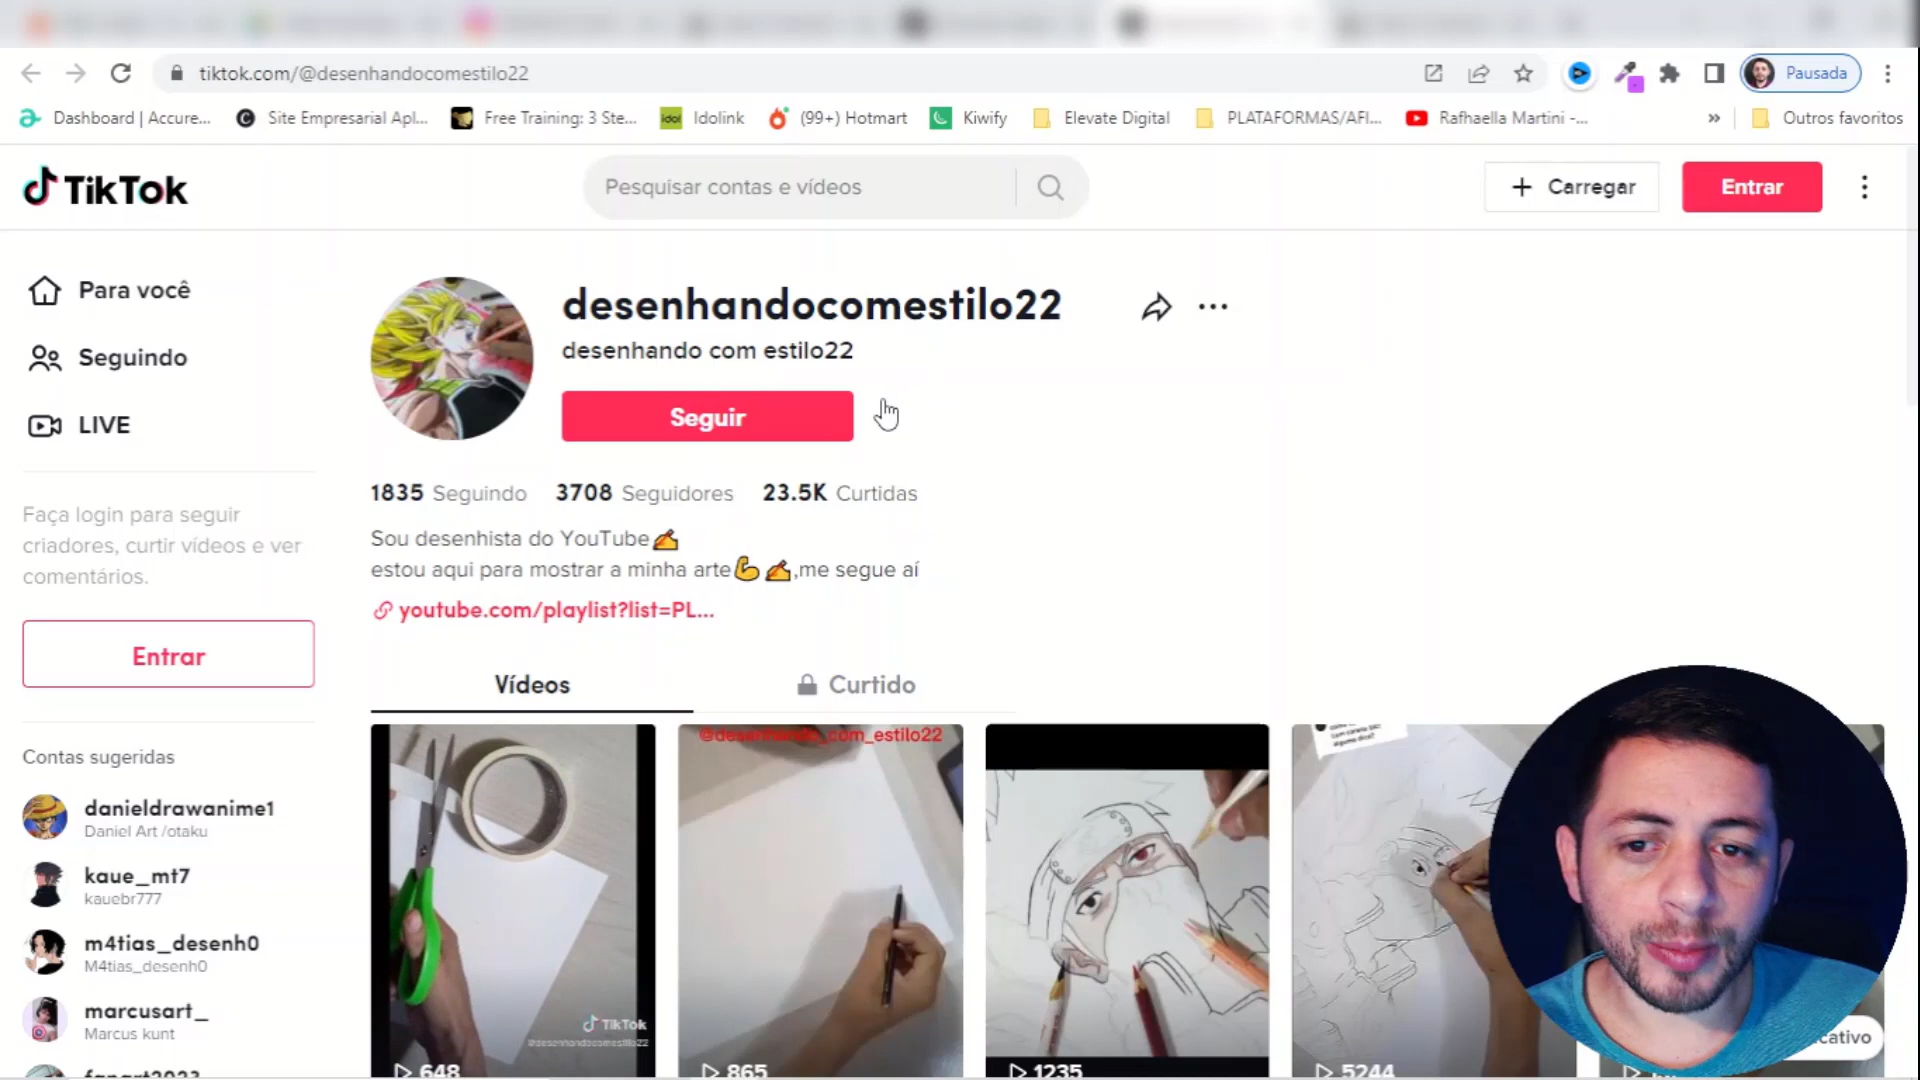 tiktok.com/@desenhandocomestilo22
Pausada
Dashboard | Accure...
Site Empresarial Apl...
Free Training: 3 Ste...
Idolink
(99+) Hotmart
Kiwify
Elevate Digital
PLATAFORMAS/AFI...
Rafhaella Martini -...
»
Outros favoritos
TikTok
Pesquisar contas e vídeos
+ Carregar
Entrar
Para você
Seguindo
LIVE
Faça login para seguir
criadores, curtir vídeos e ver
comentários.
Entrar
Contas sugeridas
danieldrawanime1
Daniel Art /otaku
kaue_mt7
kauebr777
m4tias_desenh0
M4tias_desenh0
marcusart_
Marcus kunt
fanart2023
desenhandocomestilo22
desenhando com estilo22
Seguir
1835 Seguindo 3708 Seguidores 23.5K Curtidas
Sou desenhista do YouTube✍️
estou aqui para mostrar a minha arte💪✍️,me segue aí
youtube.com/playlist?list=PL...
Vídeos
Curtido
@desenhando_com_estilo22
TikTok
@desenhandocomestilo22
648
865
1235
5244